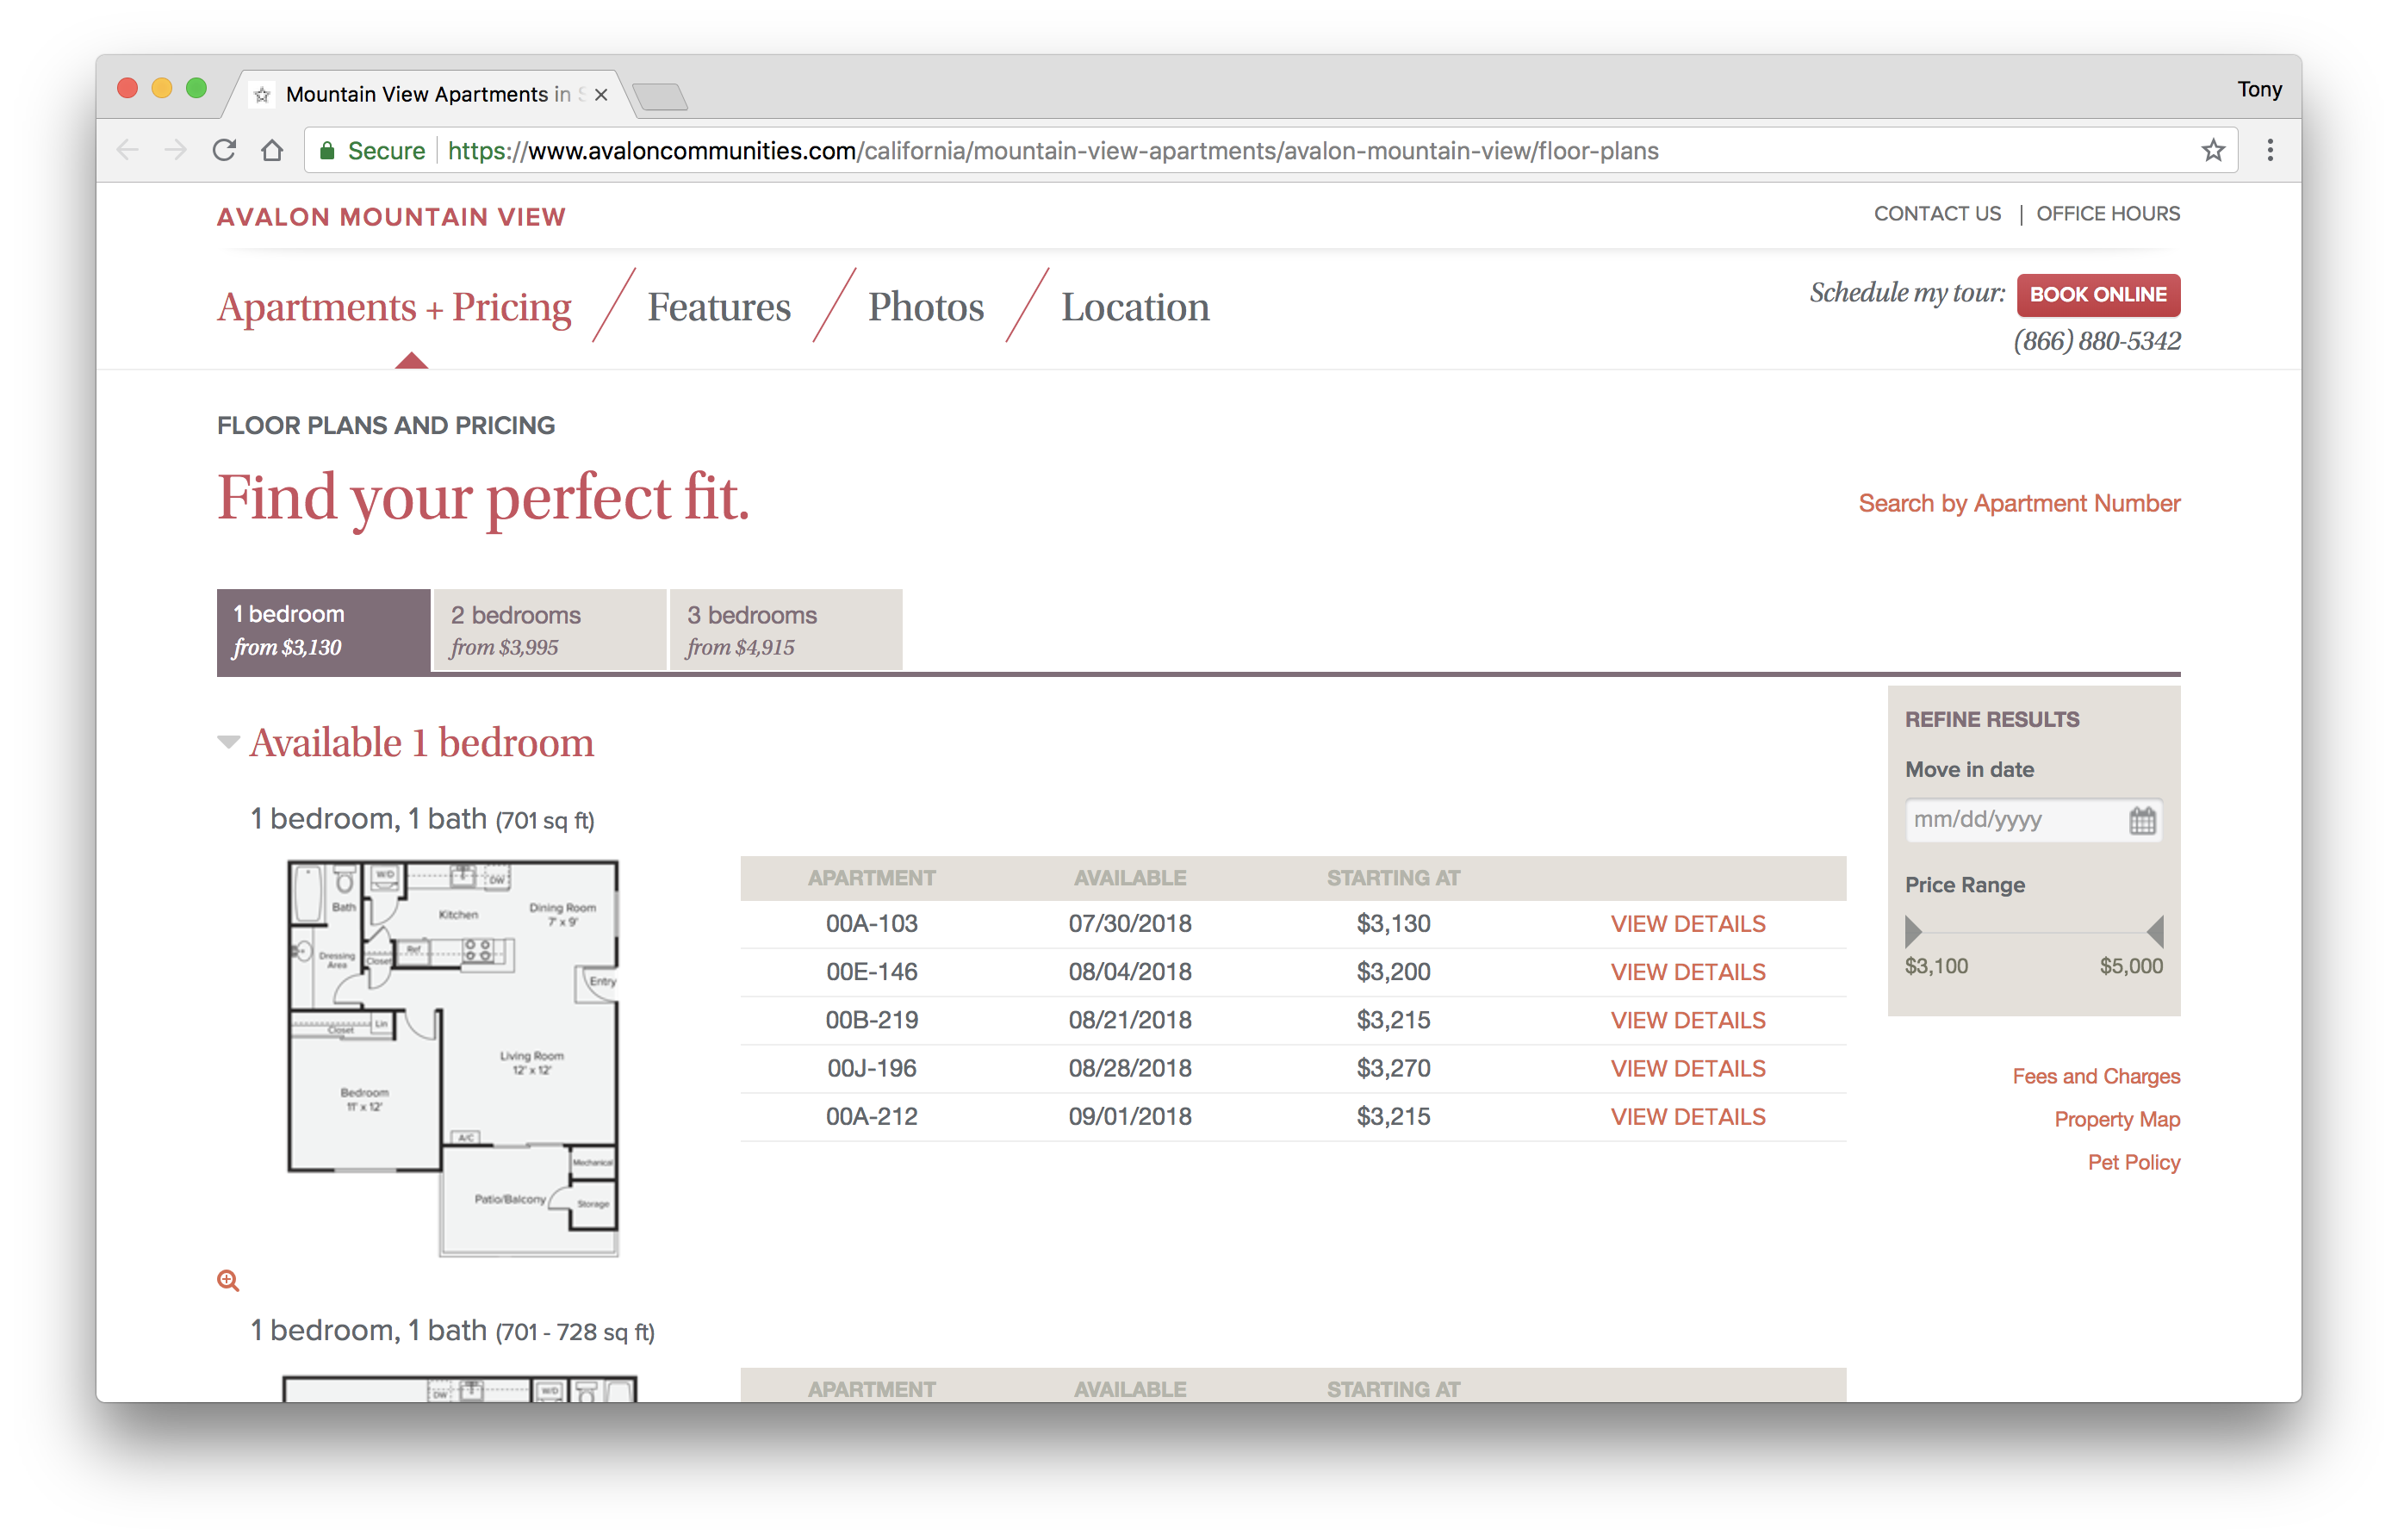 Mountain View Apartments in S
Tony
Secure https://www.avaloncommunities.com/california/mountain-view-apartments/avalon-mountain-view/floor-plans
AVALON MOUNTAIN VIEW
CONTACT US | OFFICE HOURS
Apartments + Pricing / Features / Photos / Location
Schedule my tour: BOOK ONLINE
(866) 880-5342
FLOOR PLANS AND PRICING
Find your perfect fit.
Search by Apartment Number
1 bedroom
from $3,130
2 bedrooms
from $3,995
3 bedrooms
from $4,915
Available 1 bedroom
1 bedroom, 1 bath (701 sq ft)
Bath
W/D
DW
Kitchen
Dining Room
7' x 9'
Dressing
Area
Closet
Ref
Entry
Closet
Lin
Living Room
12' x 12'
Bedroom
11' x 12'
A/C
Mechanical
Patio/Balcony
Storage
APARTMENT AVAILABLE STARTING AT
00A-103 07/30/2018 $3,130 VIEW DETAILS
00E-146 08/04/2018 $3,200 VIEW DETAILS
00B-219 08/21/2018 $3,215 VIEW DETAILS
00J-196 08/28/2018 $3,270 VIEW DETAILS
00A-212 09/01/2018 $3,215 VIEW DETAILS
REFINE RESULTS
Move in date
mm/dd/yyyy
Price Range
$3,100 $5,000
Fees and Charges
Property Map
Pet Policy
1 bedroom, 1 bath (701 - 728 sq ft)
DW
W/D
APARTMENT AVAILABLE STARTING AT